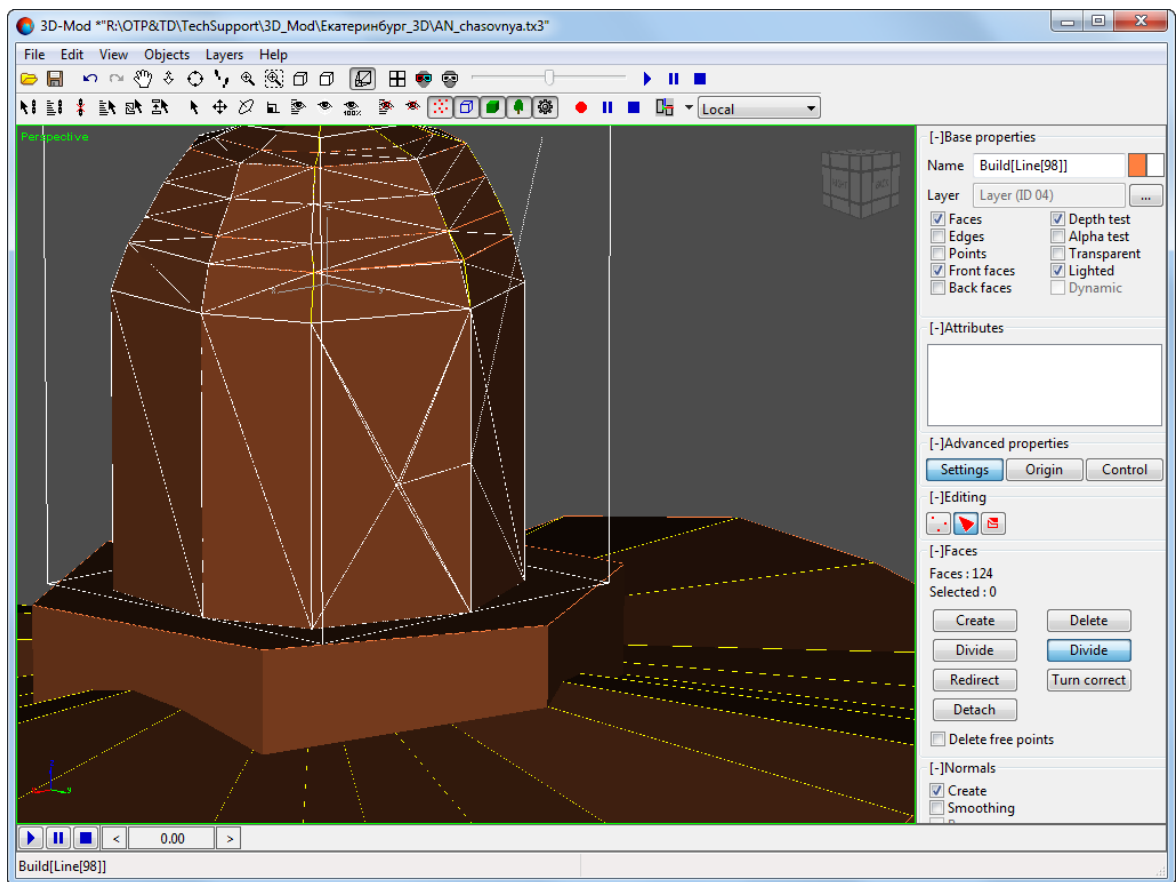 3D-Mod *"R:\OTP&TD\TechSupport\3D_Mod\Екатеринбург_3D\AN_chasovnya.tx3"
File Edit View Objects Layers Help
100%
Local
Perspective
RIGHT BACK
[-]Base properties
Name Build[Line[98]]
Layer Layer (ID 04) ...
Faces Depth test
Edges Alpha test
Points Transparent
Front faces Lighted
Back faces Dynamic
[-]Attributes
[-]Advanced properties
Settings Origin Control
[-]Editing
[-]Faces
Faces : 124
Selected : 0
Create Delete
Divide Divide
Redirect Turn correct
Detach
Delete free points
[-]Normals
Create
Smoothing
< 0.00 >
Build[Line[98]]